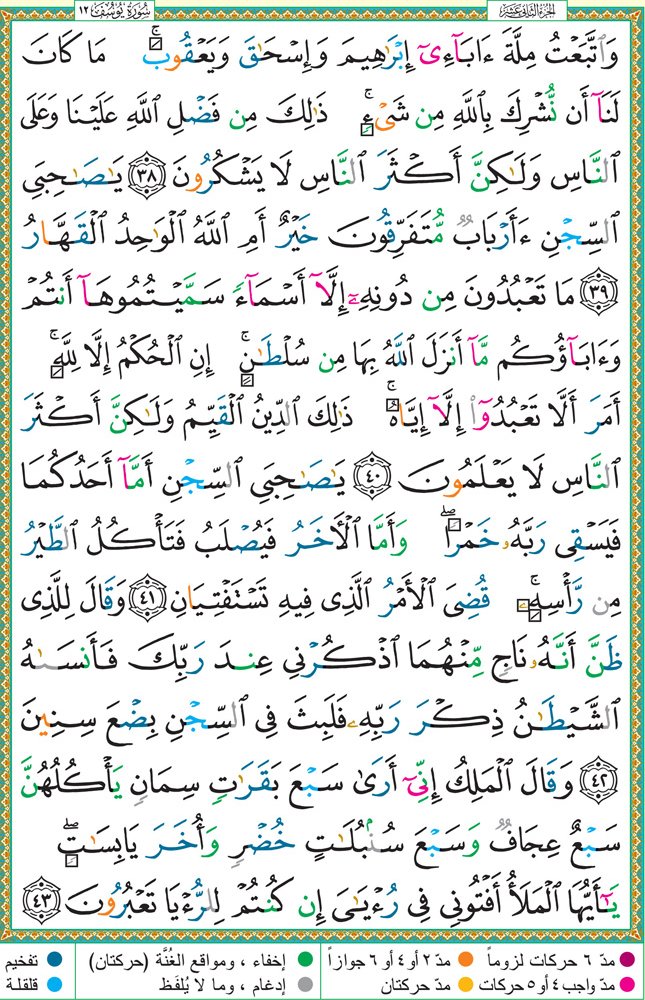 الجزء الثاني عشر سورة يوسف ١٢
وَٱتَّبَعۡتُ مِلَّةَ ءَابَآءِيٓ إِبۡرَٰهِيمَ وَإِسۡحَٰقَ وَيَعۡقُوبَۚ مَا كَانَ
لَنَآ أَن نُّشۡرِكَ بِٱللَّهِ مِن شَيۡءٖۚ ذَٰلِكَ مِن فَضۡلِ ٱللَّهِ عَلَيۡنَا وَعَلَى
ٱلنَّاسِ وَلَٰكِنَّ أَكۡثَرَ ٱلنَّاسِ لَا يَشۡكُرُونَ ٣٨ يَٰصَٰحِبَيِ
ٱلسِّجۡنِ ءَأَرۡبَابٞ مُّتَفَرِّقُونَ خَيۡرٌ أَمِ ٱللَّهُ ٱلۡوَٰحِدُ ٱلۡقَهَّارُ
٣٩ مَا تَعۡبُدُونَ مِن دُونِهِۦٓ إِلَّآ أَسۡمَآءٗ سَمَّيۡتُمُوهَآ أَنتُمۡ
وَءَابَآؤُكُم مَّآ أَنزَلَ ٱللَّهُ بِهَا مِن سُلۡطَٰنٍۚ إِنِ ٱلۡحُكۡمُ إِلَّا لِلَّهِۚ
أَمَرَ أَلَّا تَعۡبُدُوٓاْ إِلَّآ إِيَّاهُۚ ذَٰلِكَ ٱلدِّينُ ٱلۡقَيِّمُ وَلَٰكِنَّ أَكۡثَرَ
ٱلنَّاسِ لَا يَعۡلَمُونَ ٤٠ يَٰصَٰحِبَيِ ٱلسِّجۡنِ أَمَّآ أَحَدُكُمَا
فَيَسۡقِي رَبَّهُۥ خَمۡرٗاۖ وَأَمَّا ٱلۡأٓخَرُ فَيُصۡلَبُ فَتَأۡكُلُ ٱلطَّيۡرُ
مِن رَّأۡسِهِۦۚ قُضِيَ ٱلۡأَمۡرُ ٱلَّذِي فِيهِ تَسۡتَفۡتِيَانِ ٤١ وَقَالَ لِلَّذِي
ظَنَّ أَنَّهُۥ نَاجٖ مِّنۡهُمَا ٱذۡكُرۡنِي عِندَ رَبِّكَ فَأَنسَىٰهُ
ٱلشَّيۡطَٰنُ ذِكۡرَ رَبِّهِۦ فَلَبِثَ فِي ٱلسِّجۡنِ بِضۡعَ سِنِينَ
٤٢ وَقَالَ ٱلۡمَلِكُ إِنِّيٓ أَرَىٰ سَبۡعَ بَقَرَٰتٖ سِمَانٖ يَأۡكُلُهُنَّ
سَبۡعٌ عِجَافٞ وَسَبۡعَ سُنۢبُلَٰتٍ خُضۡرٖ وَأُخَرَ يَابِسَٰتٖۖ
يَٰٓأَيُّهَا ٱلۡمَلَأُ أَفۡتُونِي فِي رُءۡيَٰيَ إِن كُنتُمۡ لِلرُّءۡيَا تَعۡبُرُونَ ٤٣
مدّ ٦ حركات لزوماً مدّ ٢ أو ٤ أو ٦ جوازاً إخفاء ، ومواقع الغُنَّة (حركتان) تفخيم
مدّ واجب ٤ أو ٥ حركات مدّ حركتان إدغام ، وما لا يُلفَظ قلقلة